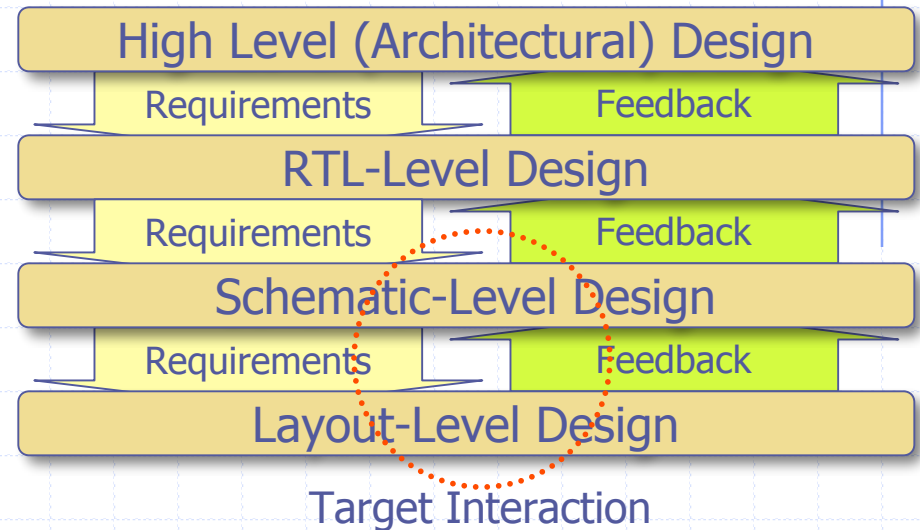 High Level (Architectural) Design
Requirements Feedback
RTL-Level Design
Requirements Feedback
Schematic-Level Design
Requirements Feedback
Layout-Level Design
Target Interaction